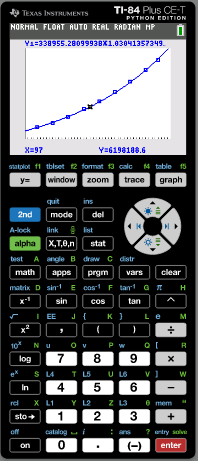 TEXAS INSTRUMENTS TI-84 Plus CE-T
PYTHON EDITION
NORMAL FLOAT AUTO REAL RADIAN MP
Y1=338955.28099938X1.03041357349…
X=97 Y=6198188.6
statplot f1 tblset f2 format f3 calc f4 table f5
y= window zoom trace graph
quit ins
2nd mode del
A-lock link list
alpha X,T,θ,n stat
test A angle B draw C distr
math apps prgm vars clear
matrix D sin⁻¹ E cos⁻¹ F tan⁻¹ G π H
x⁻¹ sin cos tan ^
√ I EE J { K } L e M
x² , ( ) ÷
10ˣ N u O v P w Q [ R
log 7 8 9 ×
eˣ S L4 T L5 U L6 V ] W
ln 4 5 6 −
rcl X L1 Y L2 Z L3 θ mem "
sto→ 1 2 3 +
off catalog i : ans ? entry solve
on 0 . (–) enter